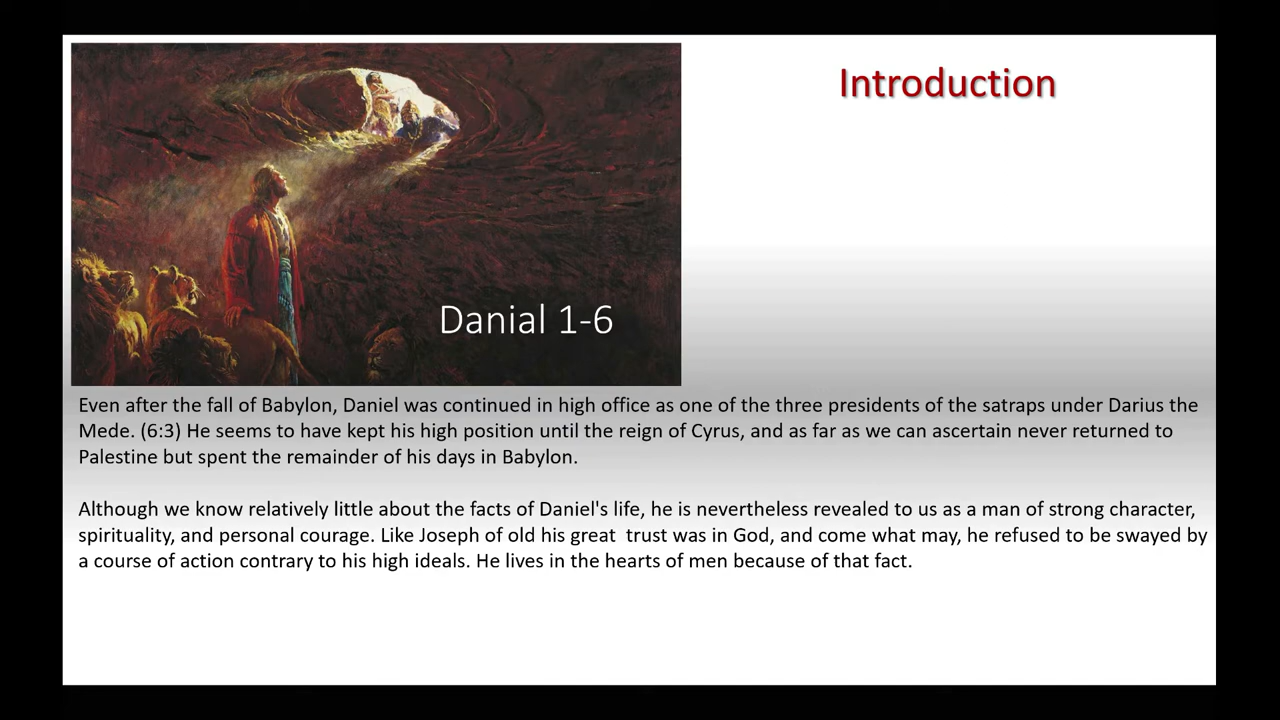 Introduction
Danial 1-6
Even after the fall of Babylon, Daniel was continued in high office as one of the three presidents of the satraps under Darius the
Mede. (6:3) He seems to have kept his high position until the reign of Cyrus, and as far as we can ascertain never returned to
Palestine but spent the remainder of his days in Babylon.
Although we know relatively little about the facts of Daniel's life, he is nevertheless revealed to us as a man of strong character,
spirituality, and personal courage. Like Joseph of old his great  trust was in God, and come what may, he refused to be swayed by
a course of action contrary to his high ideals. He lives in the hearts of men because of that fact.